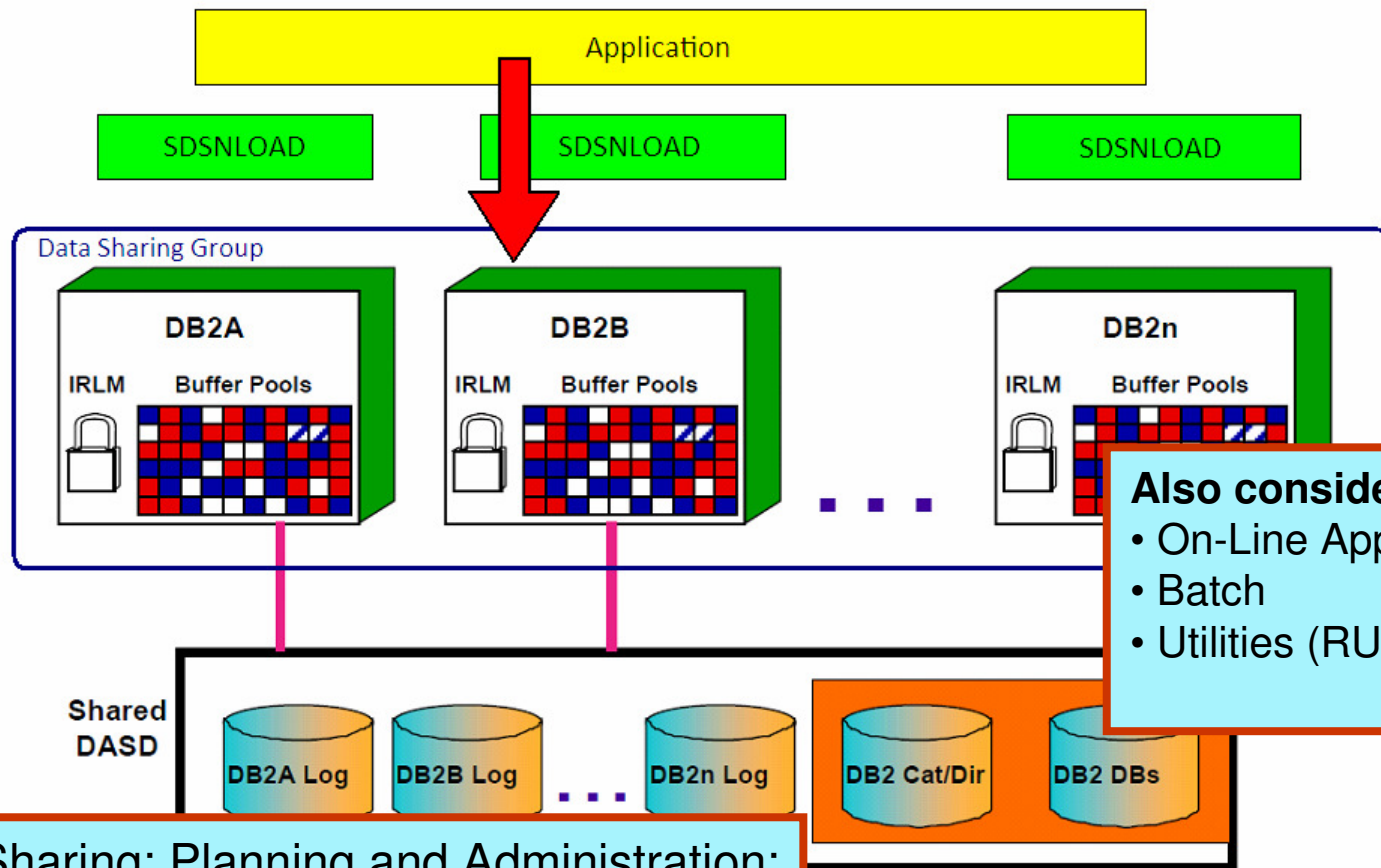 Application
SDSNLOAD SDSNLOAD SDSNLOAD
Data Sharing Group
DB2A DB2B DB2n
IRLM Buffer Pools IRLM Buffer Pools IRLM Buffer Pools
. . .
Also conside
• On-Line App
• Batch
• Utilities (RU
Shared
DASD
DB2A Log DB2B Log ... DB2n Log DB2 Cat/Dir DB2 DBs
Sharing: Planning and Administration: